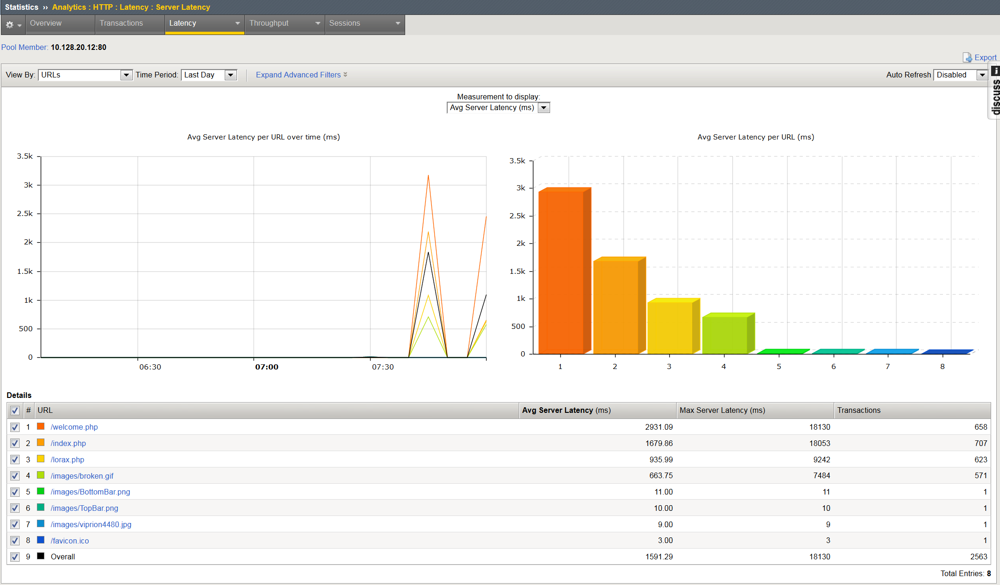 Statistics ›› Analytics : HTTP : Latency : Server Latency
Overview Transactions Latency Throughput Sessions
Pool Member: 10.128.20.12:80
Export
View By: URLs Time Period: Last Day Expand Advanced Filters Auto Refresh Disabled
discuss
Measurement to display:
Avg Server Latency (ms)
Avg Server Latency per URL over time (ms)
3.5k
3k
2.5k
2k
1.5k
1k
500
0
06:30 07:00 07:30
Avg Server Latency per URL (ms)
3.5k
3k
2.5k
2k
1.5k
1k
500
0
1 2 3 4 5 6 7 8
Details
# URL Avg Server Latency (ms) Max Server Latency (ms) Transactions
1 /welcome.php 2931.09 18130 658
2 /index.php 1679.86 18053 707
3 /lorax.php 935.99 9242 623
4 /images/broken.gif 663.75 7484 571
5 /images/BottomBar.png 11.00 11 1
6 /images/TopBar.png 10.00 10 1
7 /images/viprion4480.jpg 9.00 9 1
8 /favicon.ico 3.00 3 1
9 Overall 1591.29 18130 2563
Total Entries: 8